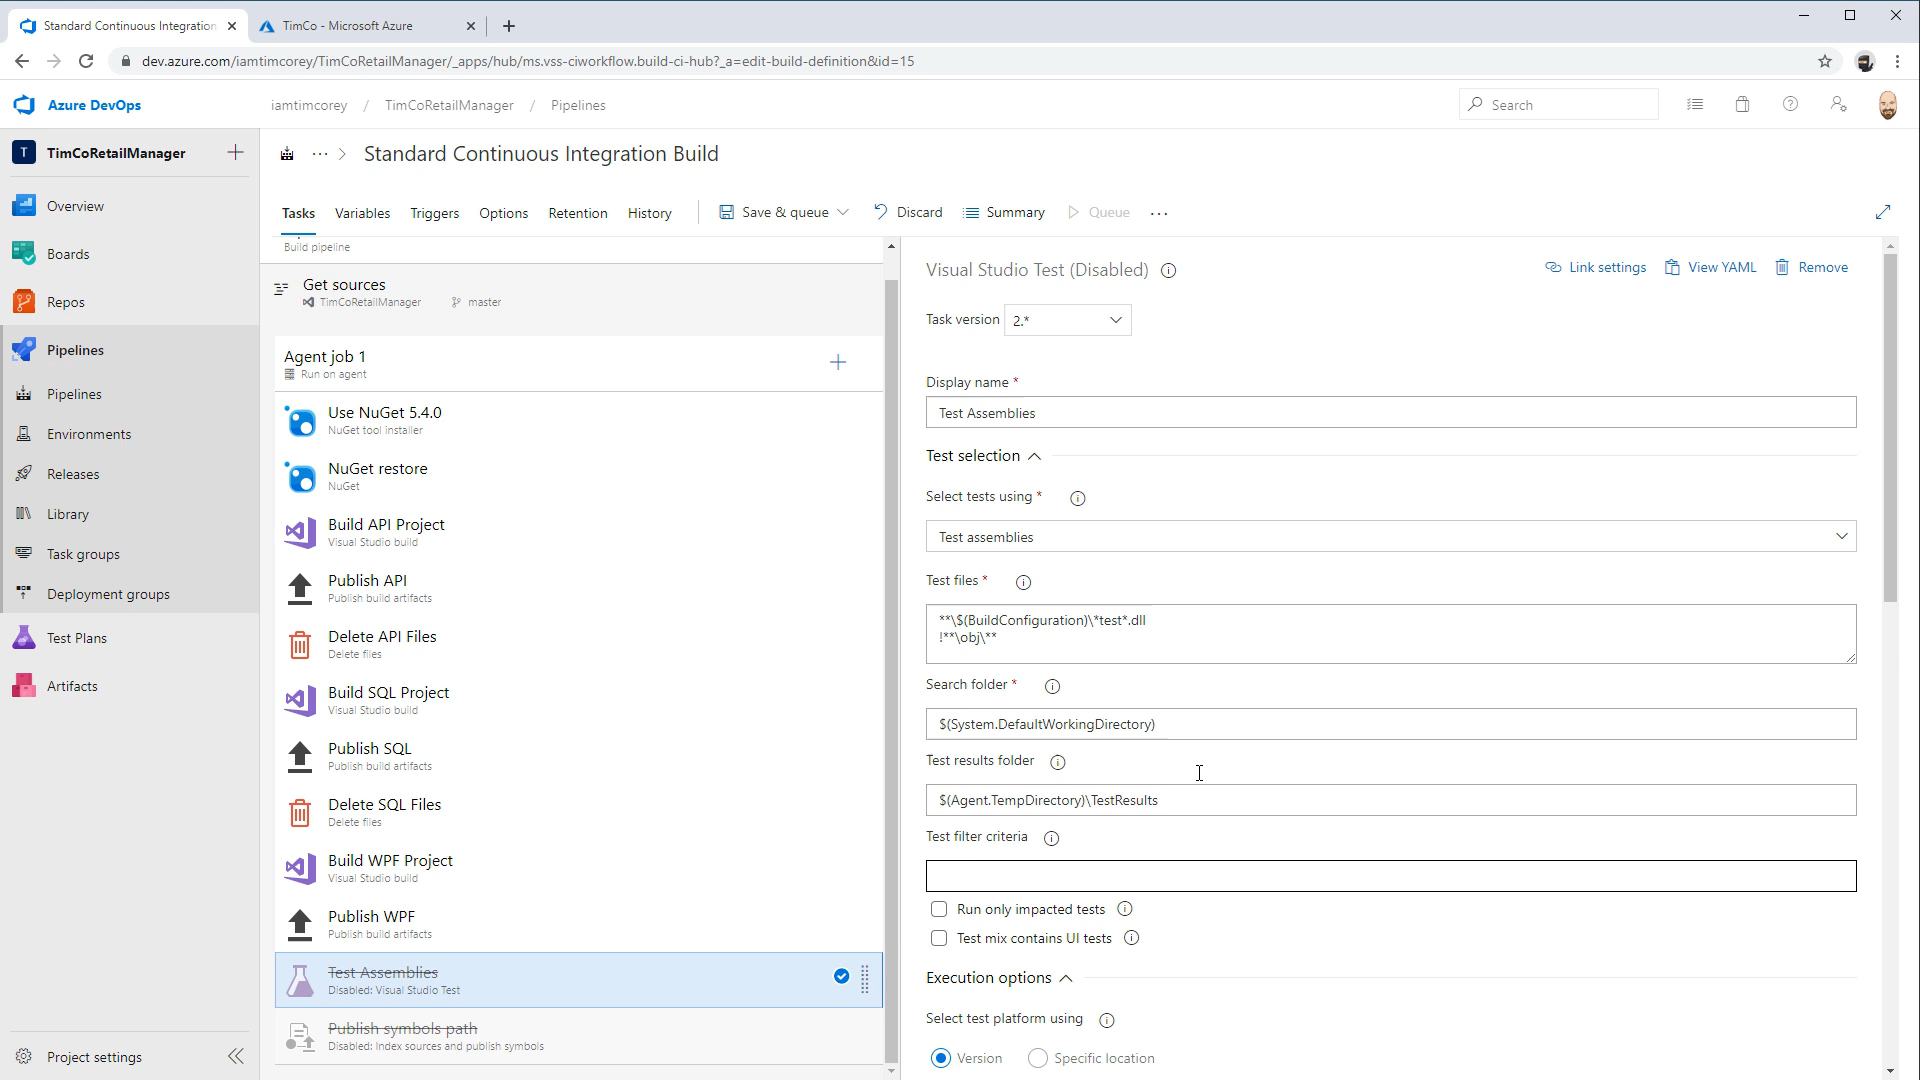 Standard Continuous Integration
TimCo - Microsoft Azure
dev.azure.com/iamtimcorey/TimCoRetailManager/_apps/hub/ms.vss-ciworkflow.build-ci-hub?_a=edit-build-definition&id=15
Azure DevOps
iamtimcorey / TimCoRetailManager / Pipelines
Search
T TimCoRetailManager
Overview
Boards
Repos
Pipelines
Pipelines
Environments
Releases
Library
Task groups
Deployment groups
Test Plans
Artifacts
Project settings
Standard Continuous Integration Build
Tasks Variables Triggers Options Retention History Save & queue Discard Summary Queue
Build pipeline
Get sources
TimCoRetailManager master
Agent job 1
Run on agent
Use NuGet 5.4.0
NuGet tool installer
NuGet restore
NuGet
Build API Project
Visual Studio build
Publish API
Publish build artifacts
Delete API Files
Delete files
Build SQL Project
Visual Studio build
Publish SQL
Publish build artifacts
Delete SQL Files
Delete files
Build WPF Project
Visual Studio build
Publish WPF
Publish build artifacts
Test Assemblies
Disabled: Visual Studio Test
Publish symbols path
Disabled: Index sources and publish symbols
Visual Studio Test (Disabled)
Link settings View YAML Remove
Task version 2.*
Display name *
Test Assemblies
Test selection
Select tests using *
Test assemblies
Test files *
**\$(BuildConfiguration)\*test*.dll
!**\obj\**
Search folder *
$(System.DefaultWorkingDirectory)
Test results folder
$(Agent.TempDirectory)\TestResults
Test filter criteria
Run only impacted tests
Test mix contains UI tests
Execution options
Select test platform using
Version Specific location